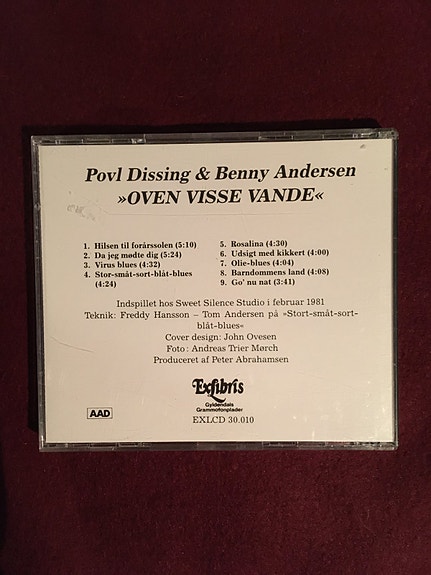 Povl Dissing & Benny Andersen
»OVEN VISSE VANDE«
1. Hilsen til forårssolen (5:10)
2. Da jeg mødte dig (5:24)
3. Virus blues (4:32)
4. Stor-småt-sort-blåt-blues
(4:24)
5. Rosalina (4:30)
6. Udsigt med kikkert (4:00)
7. Olie-blues (4:04)
8. Barndommens land (4:08)
9. Go' nu nat (3:41)
Indspillet hos Sweet Silence Studio i februar 1981
Teknik: Freddy Hansson – Tom Andersen på »Stort-småt-sort-
blåt-blues«
Cover design: John Ovesen
Foto: Andreas Trier Mørch
Produceret af Peter Abrahamsen
Exlibris
Gyldendals
Grammofonplader
EXLCD 30.010
AAD